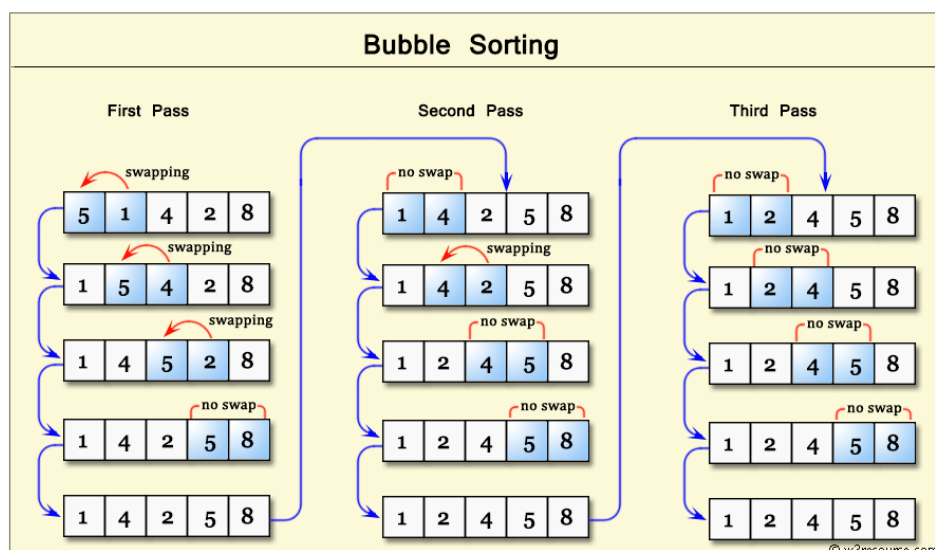 Bubble Sorting
First Pass
swapping
5 1 4 2 8
swapping
1 5 4 2 8
swapping
1 4 5 2 8
no swap
1 4 2 5 8
1 4 2 5 8
Second Pass
no swap
1 4 2 5 8
swapping
1 4 2 5 8
no swap
1 2 4 5 8
no swap
1 2 4 5 8
1 2 4 5 8
Third Pass
no swap
1 2 4 5 8
no swap
1 2 4 5 8
no swap
1 2 4 5 8
no swap
1 2 4 5 8
1 2 4 5 8
© w3resource.com